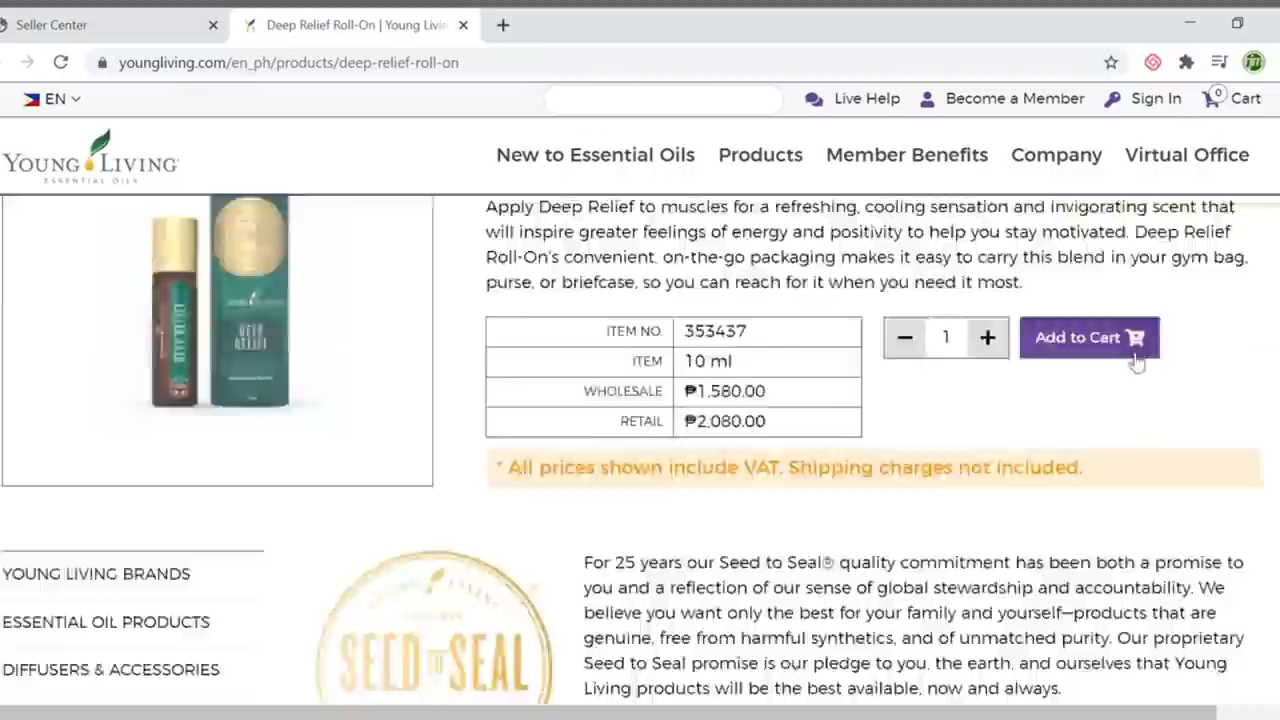 Seller Center
Deep Relief Roll-On | Young Livin
youngliving.com/en_ph/products/deep-relief-roll-on
EN
Live Help
Become a Member
Sign In
0
Cart
YOUNG LIVING
ESSENTIAL OILS
New to Essential Oils
Products
Member Benefits
Company
Virtual Office
Apply Deep Relief to muscles for a refreshing, cooling sensation and invigorating scent that
will inspire greater feelings of energy and positivity to help you stay motivated. Deep Relief
Roll-On's convenient, on-the-go packaging makes it easy to carry this blend in your gym bag,
purse, or briefcase, so you can reach for it when you need it most.
DEEP RELIEF
YOUNG LIVING
DEEP
RELIEF
ITEM NO. 353437
ITEM 10 ml
WHOLESALE ₱1,580.00
RETAIL ₱2,080.00
− 1 +
Add to Cart
* All prices shown include VAT. Shipping charges not included.
YOUNG LIVING BRANDS
ESSENTIAL OIL PRODUCTS
DIFFUSERS & ACCESSORIES
YOUNG LIVING
SEED TO SEAL
For 25 years our Seed to Seal® quality commitment has been both a promise to
you and a reflection of our sense of global stewardship and accountability. We
believe you want only the best for your family and yourself—products that are
genuine, free from harmful synthetics, and of unmatched purity. Our proprietary
Seed to Seal promise is our pledge to you, the earth, and ourselves that Young
Living products will be the best available, now and always.